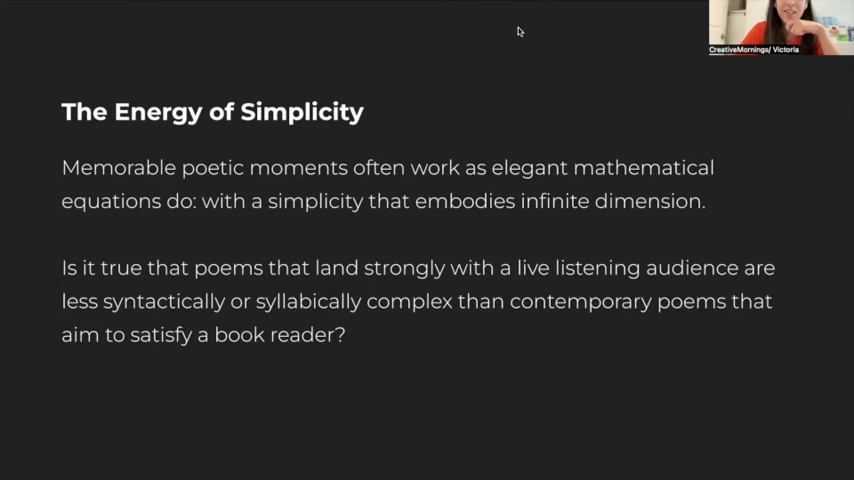 CreativeMornings/ Victoria
The Energy of Simplicity
Memorable poetic moments often work as elegant mathematical
equations do: with a simplicity that embodies infinite dimension.
Is it true that poems that land strongly with a live listening audience are
less syntactically or syllabically complex than contemporary poems that
aim to satisfy a book reader?